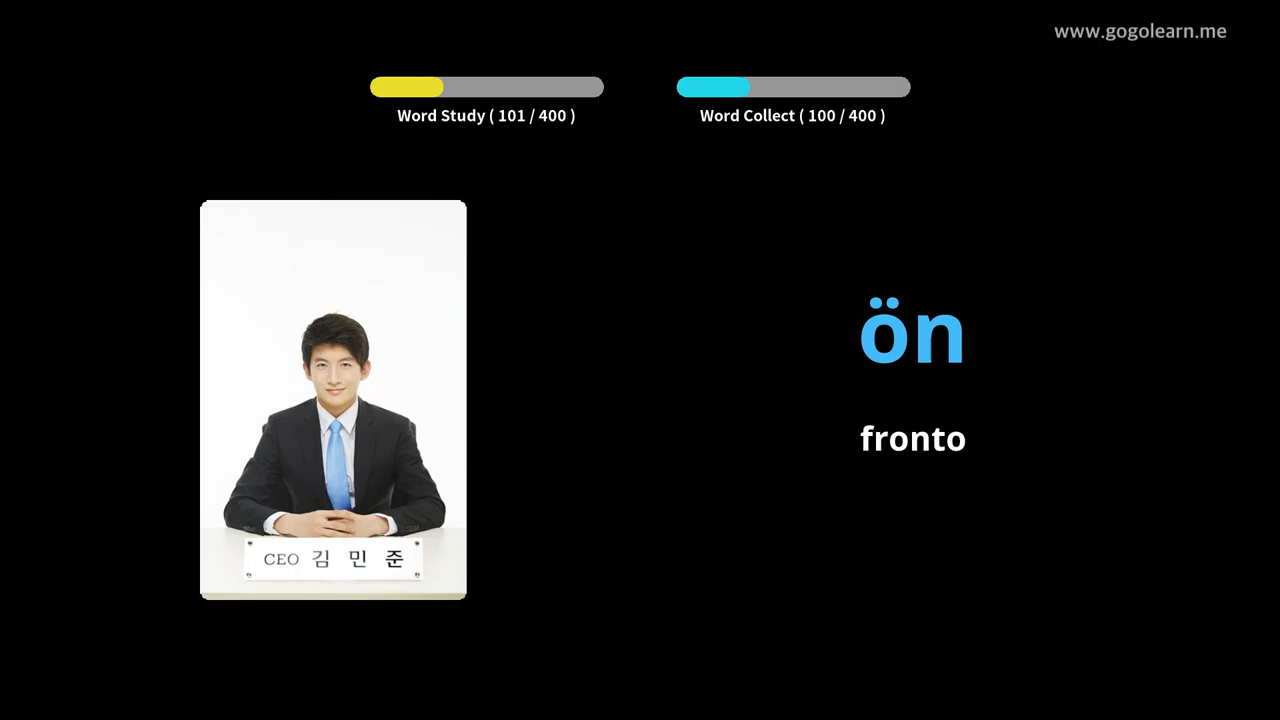 www.gogolearn.me
Word Study ( 101 / 400 )
Word Collect ( 100 / 400 )
ön
fronto
CEO 김 민 준